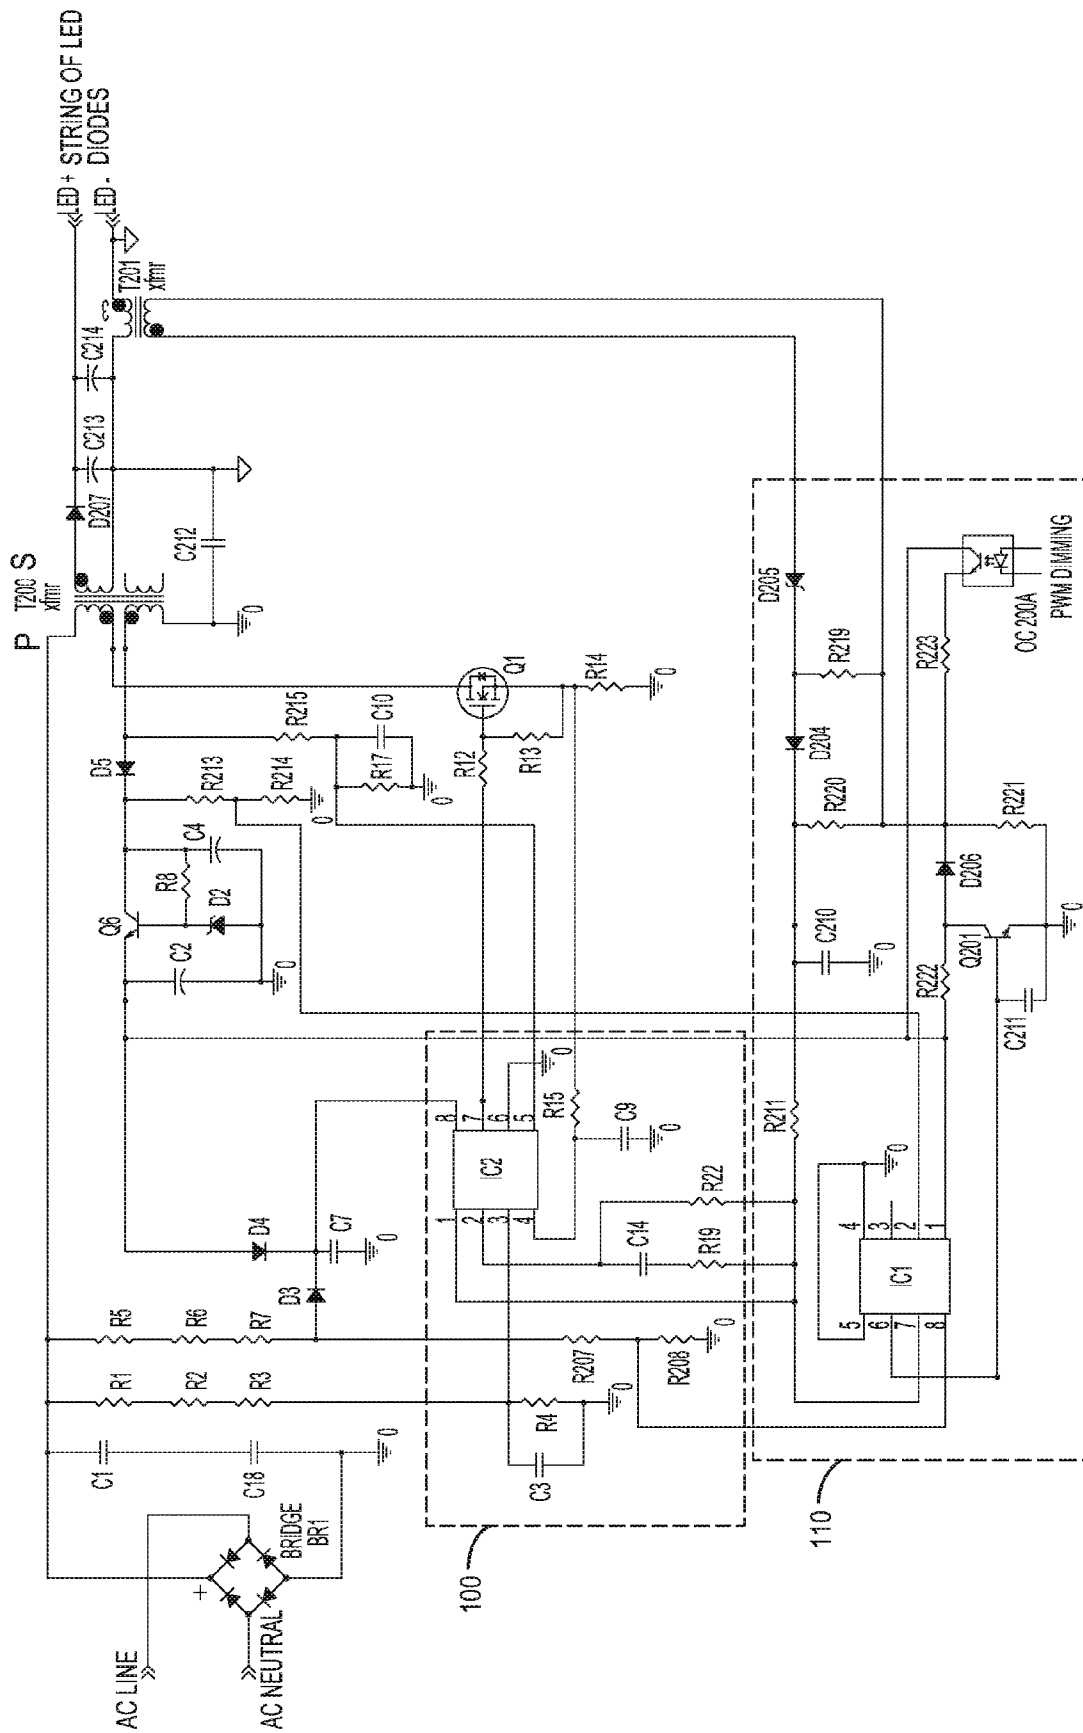 AC LINE
AC NEUTRAL
+
BRIDGE
BR1
C1
C18
0
R1
R2
R3
R5
R6
R7
D3
D4
C7
0
C2
0
Q6
R8
D2
C4
D5
R213
R214
0
R215
R17
C10
0
P
T200
xfmr
S
C212
0
D207
C213
C214
T201
xfmr
LED+
LED-
STRING OF LED
DIODES
R12
R13
Q1
R14
0
100
C3
R4
0
R207
R208
0
IC2
1
2
3
4
5
6
7
8
0
R15
C9
0
C14
R19
R22
110
IC1
5
6
7
8
4
3
2
1
0
R211
C210
0
R220
D204
R219
D205
R222
Q201
C211
D206
R221
0
R223
OC 200A
PWM DIMMING